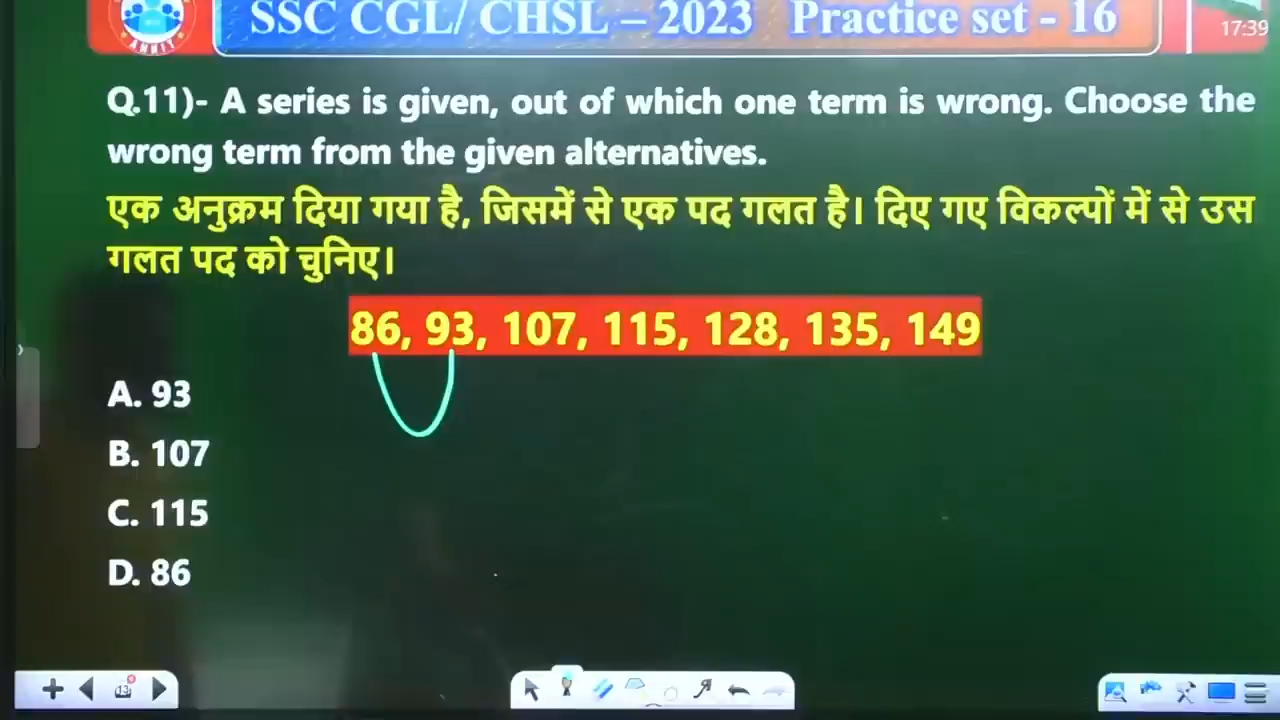 SSC CGL/ CHSL – 2023 Practice set - 16
17:39
Q.11)- A series is given, out of which one term is wrong. Choose the
wrong term from the given alternatives.
एक अनुक्रम दिया गया है, जिसमें से एक पद गलत है। दिए गए विकल्पों में से उस
गलत पद को चुनिए।
86, 93, 107, 115, 128, 135, 149
A. 93
B. 107
C. 115
D. 86
13